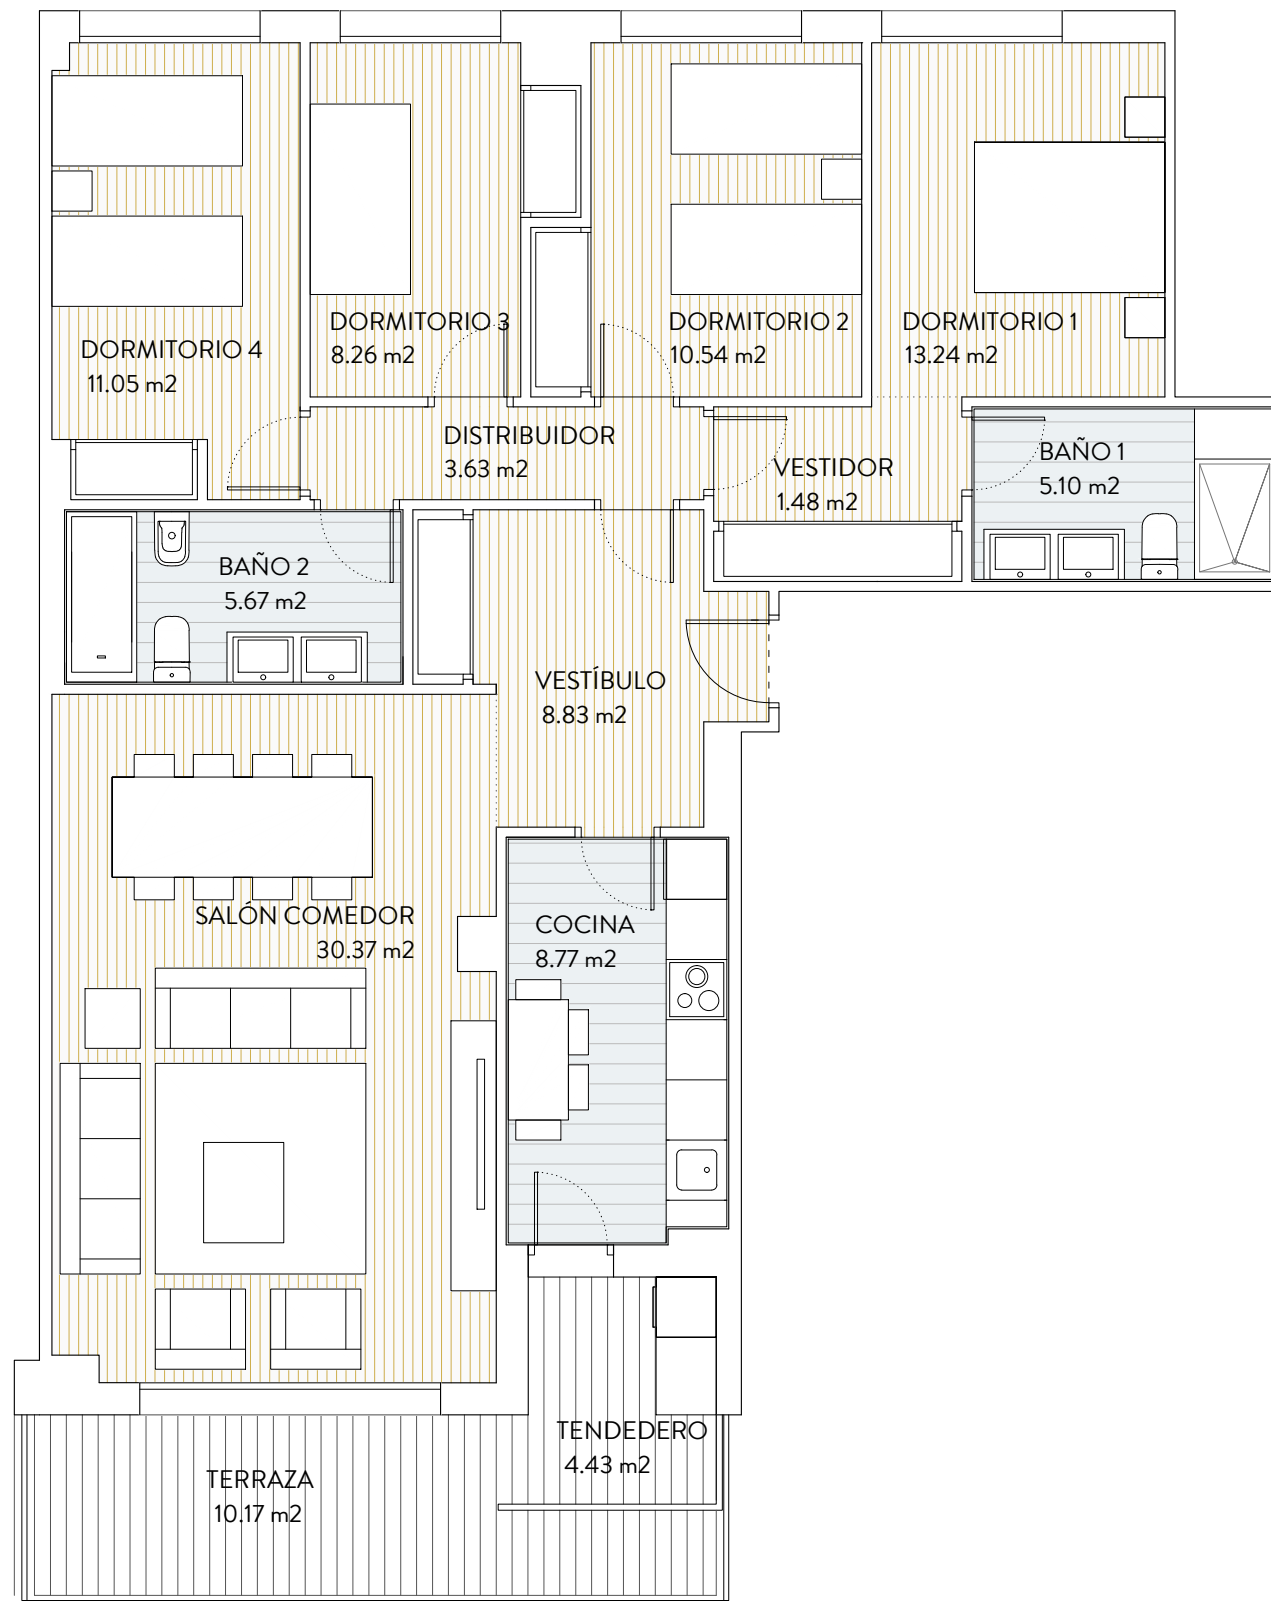 DORMITORIO 4
11.05 m2
DORMITORIO 3
8.26 m2
DORMITORIO 2
10.54 m2
DORMITORIO 1
13.24 m2
DISTRIBUIDOR
3.63 m2
VESTIDOR
1.48 m2
BAÑO 1
5.10 m2
BAÑO 2
5.67 m2
VESTÍBULO
8.83 m2
SALÓN COMEDOR
30.37 m2
COCINA
8.77 m2
TENDEDERO
4.43 m2
TERRAZA
10.17 m2